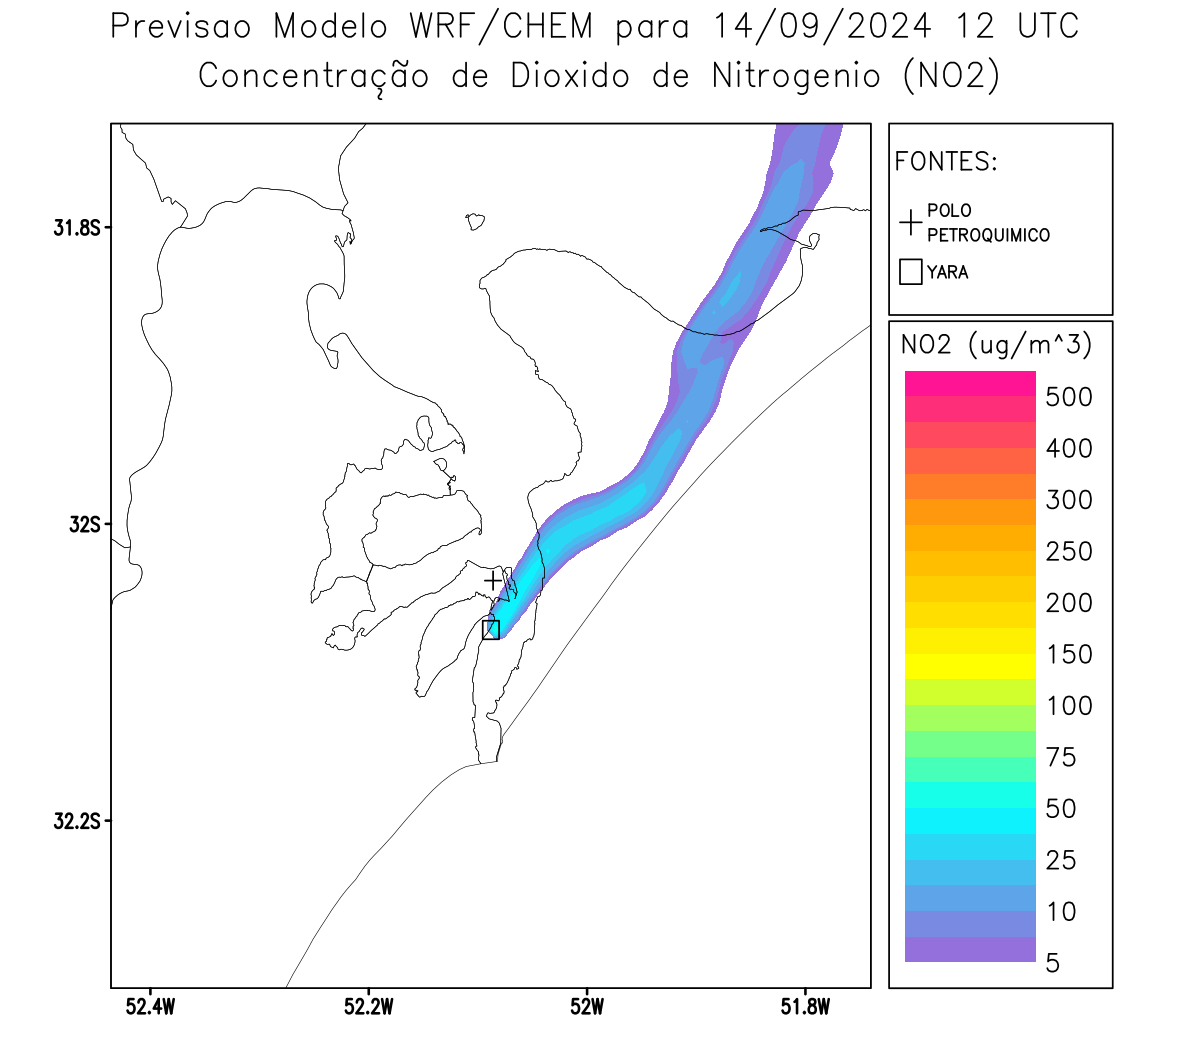 Previsao Modelo WRF/CHEM para 14/09/2024 12 UTC
Concentração de Dioxido de Nitrogenio (NO2)
FONTES:
POLO
PETROQUIMICO
YARA
NO2 (ug/m^3)
500
400
300
250
200
150
100
75
50
25
10
5
31.8S
32S
32.2S
52.4W
52.2W
52W
51.8W